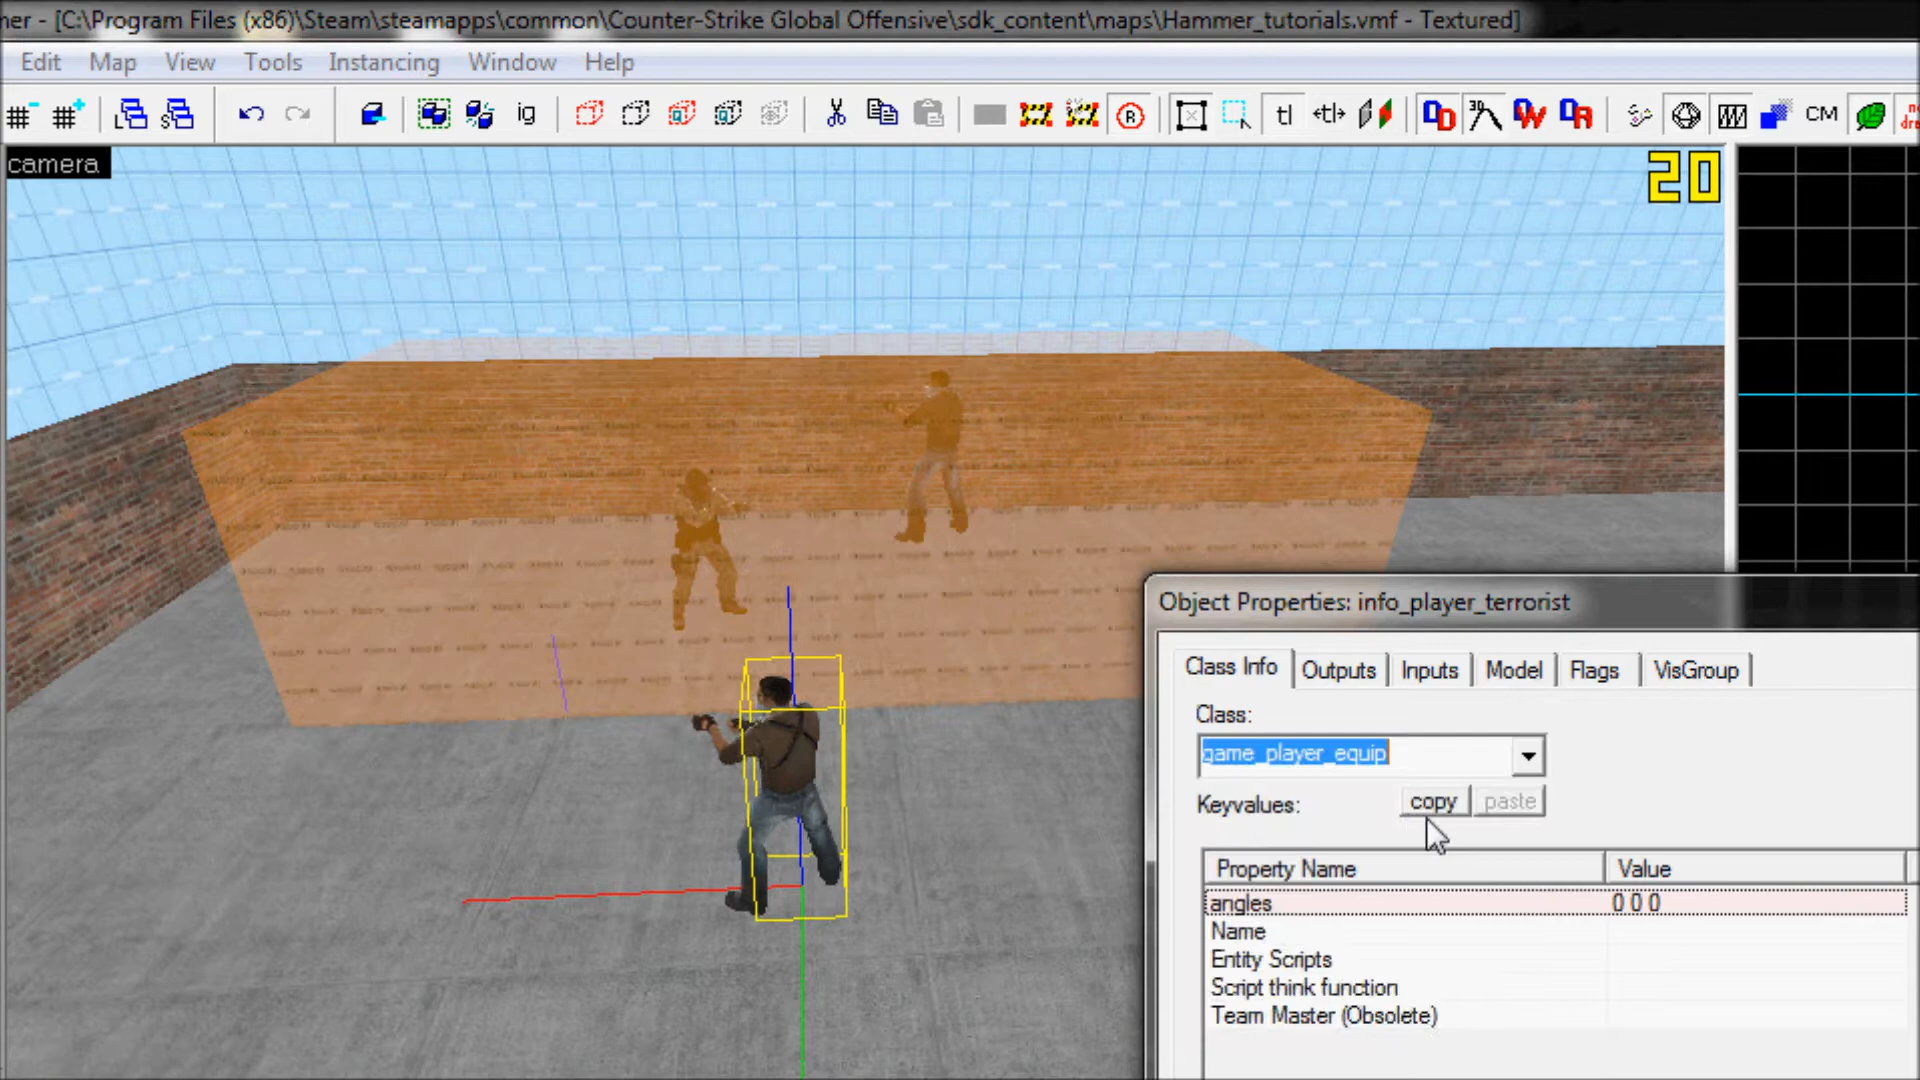 ner - [C:\Program Files (x86)\Steam\steamapps\common\Counter-Strike Global Offensive\sdk_content\maps\Hammer_tutorials.vmf - Textured]
Edit Map View Tools Instancing Window Help
ig tl <tl> CM
camera
20
Object Properties: info_player_terrorist
Class Info Outputs Inputs Model Flags VisGroup
Class:
game_player_equip
Keyvalues: copy paste
Property Name Value
angles 0 0 0
Name
Entity Scripts
Script think function
Team Master (Obsolete)